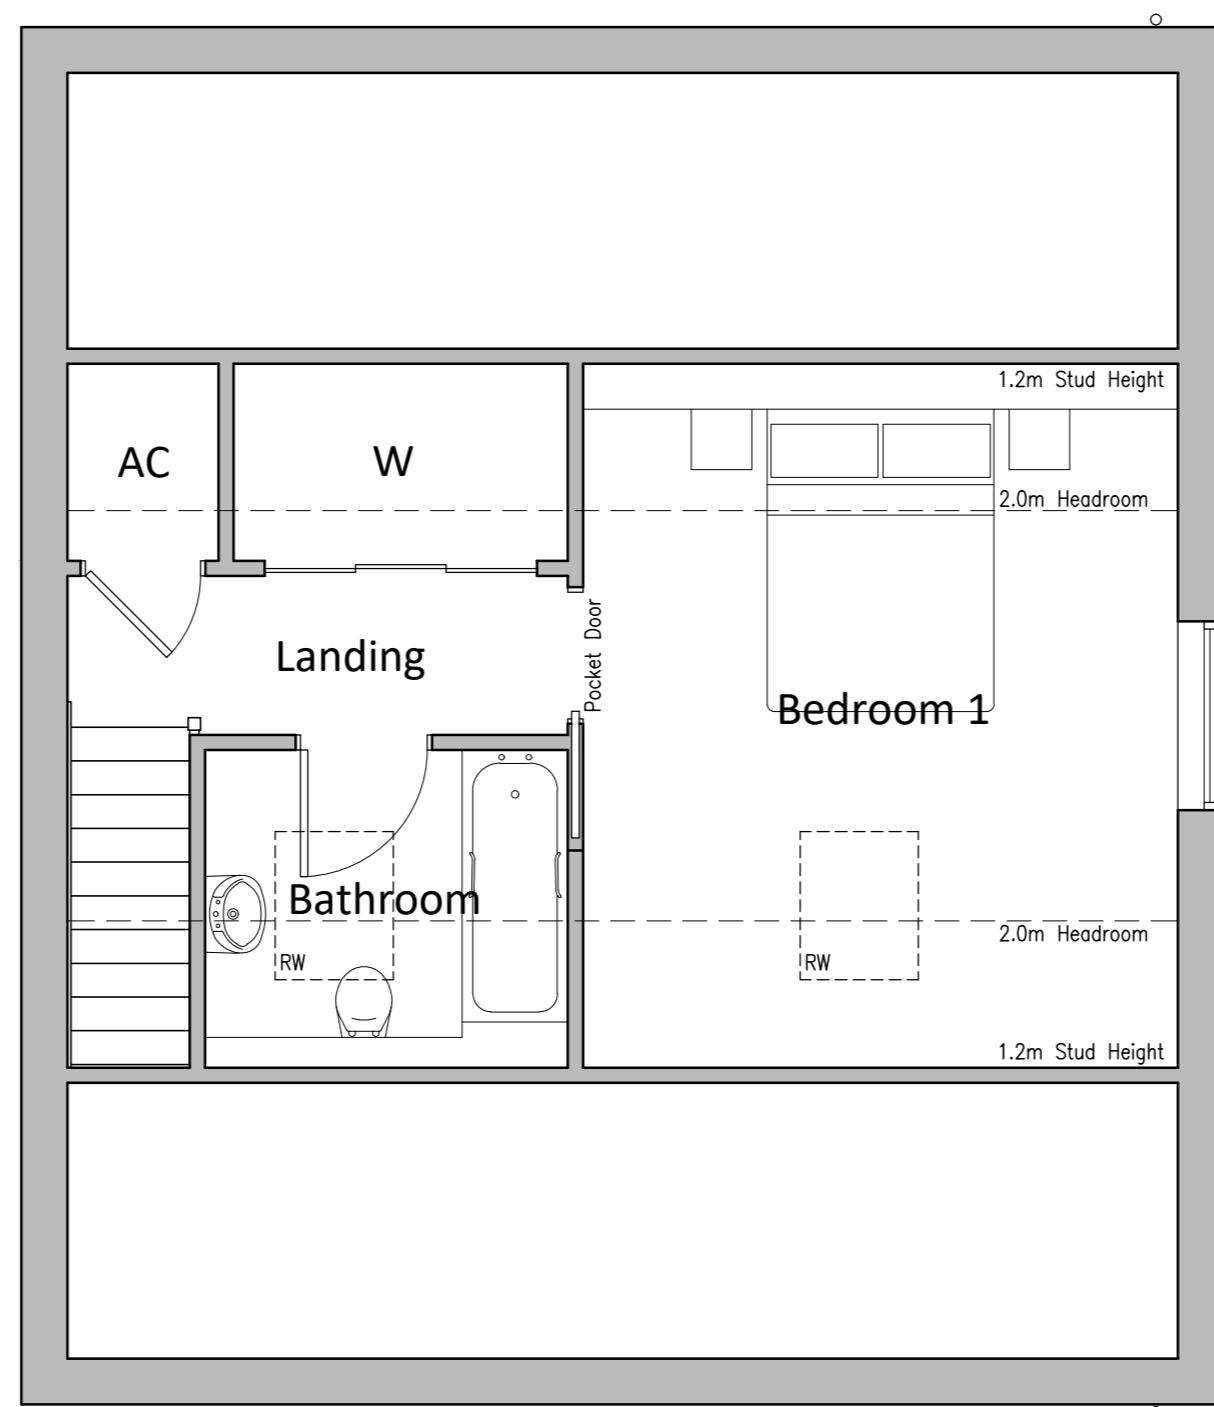 1.2m Stud Height
AC
W
2.0m Headroom
Pocket Door
Landing
Bedroom 1
Bathroom
2.0m Headroom
RW
RW
1.2m Stud Height